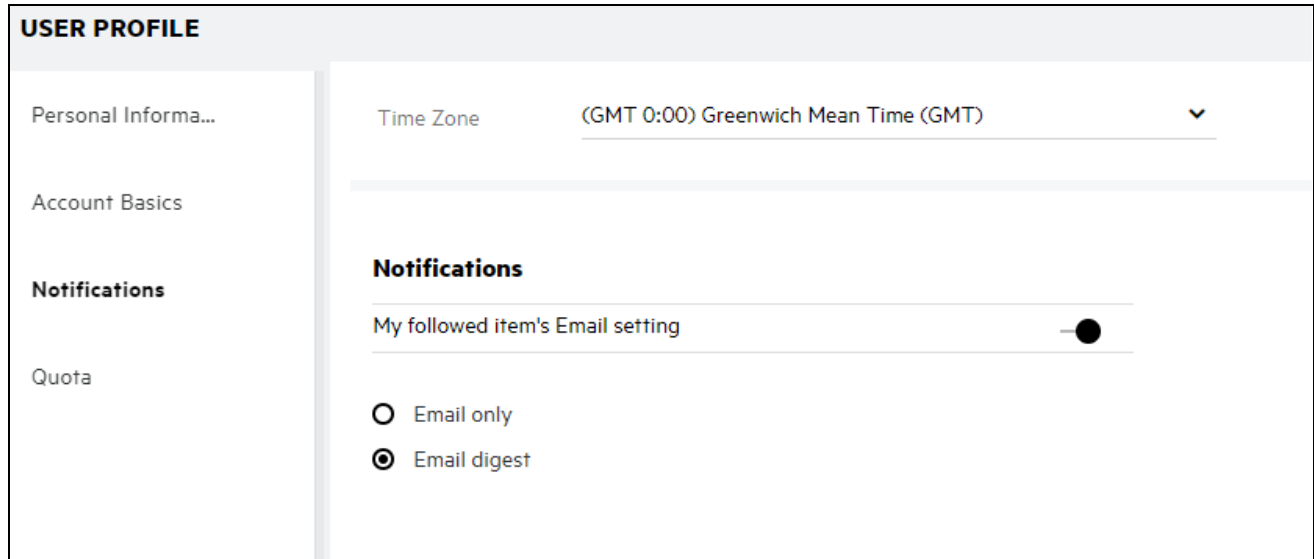 USER PROFILE
Personal Informa...
Account Basics
Notifications
Quota
Time Zone (GMT 0:00) Greenwich Mean Time (GMT)
Notifications
My followed item's Email setting
Email only
Email digest